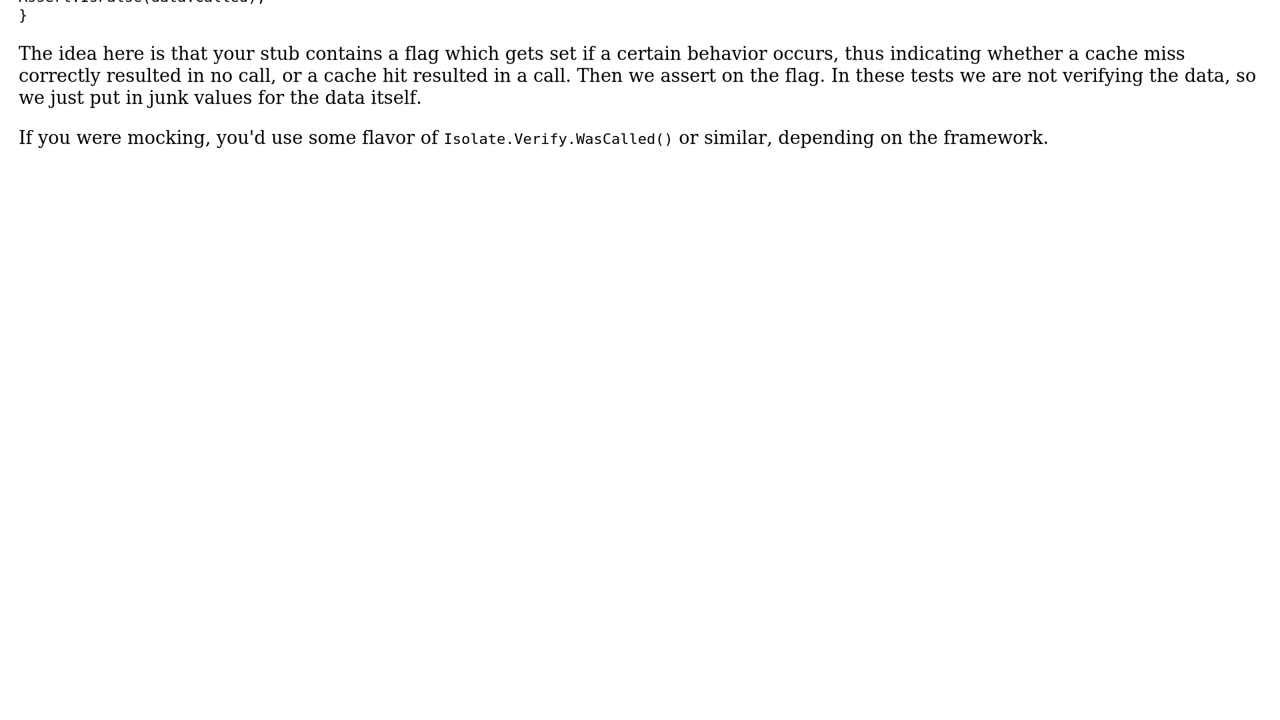 Assert.IsFalse(data.Called);
}
The idea here is that your stub contains a flag which gets set if a certain behavior occurs, thus indicating whether a cache miss
correctly resulted in no call, or a cache hit resulted in a call. Then we assert on the flag. In these tests we are not verifying the data, so
we just put in junk values for the data itself.
If you were mocking, you'd use some flavor of Isolate.Verify.WasCalled() or similar, depending on the framework.